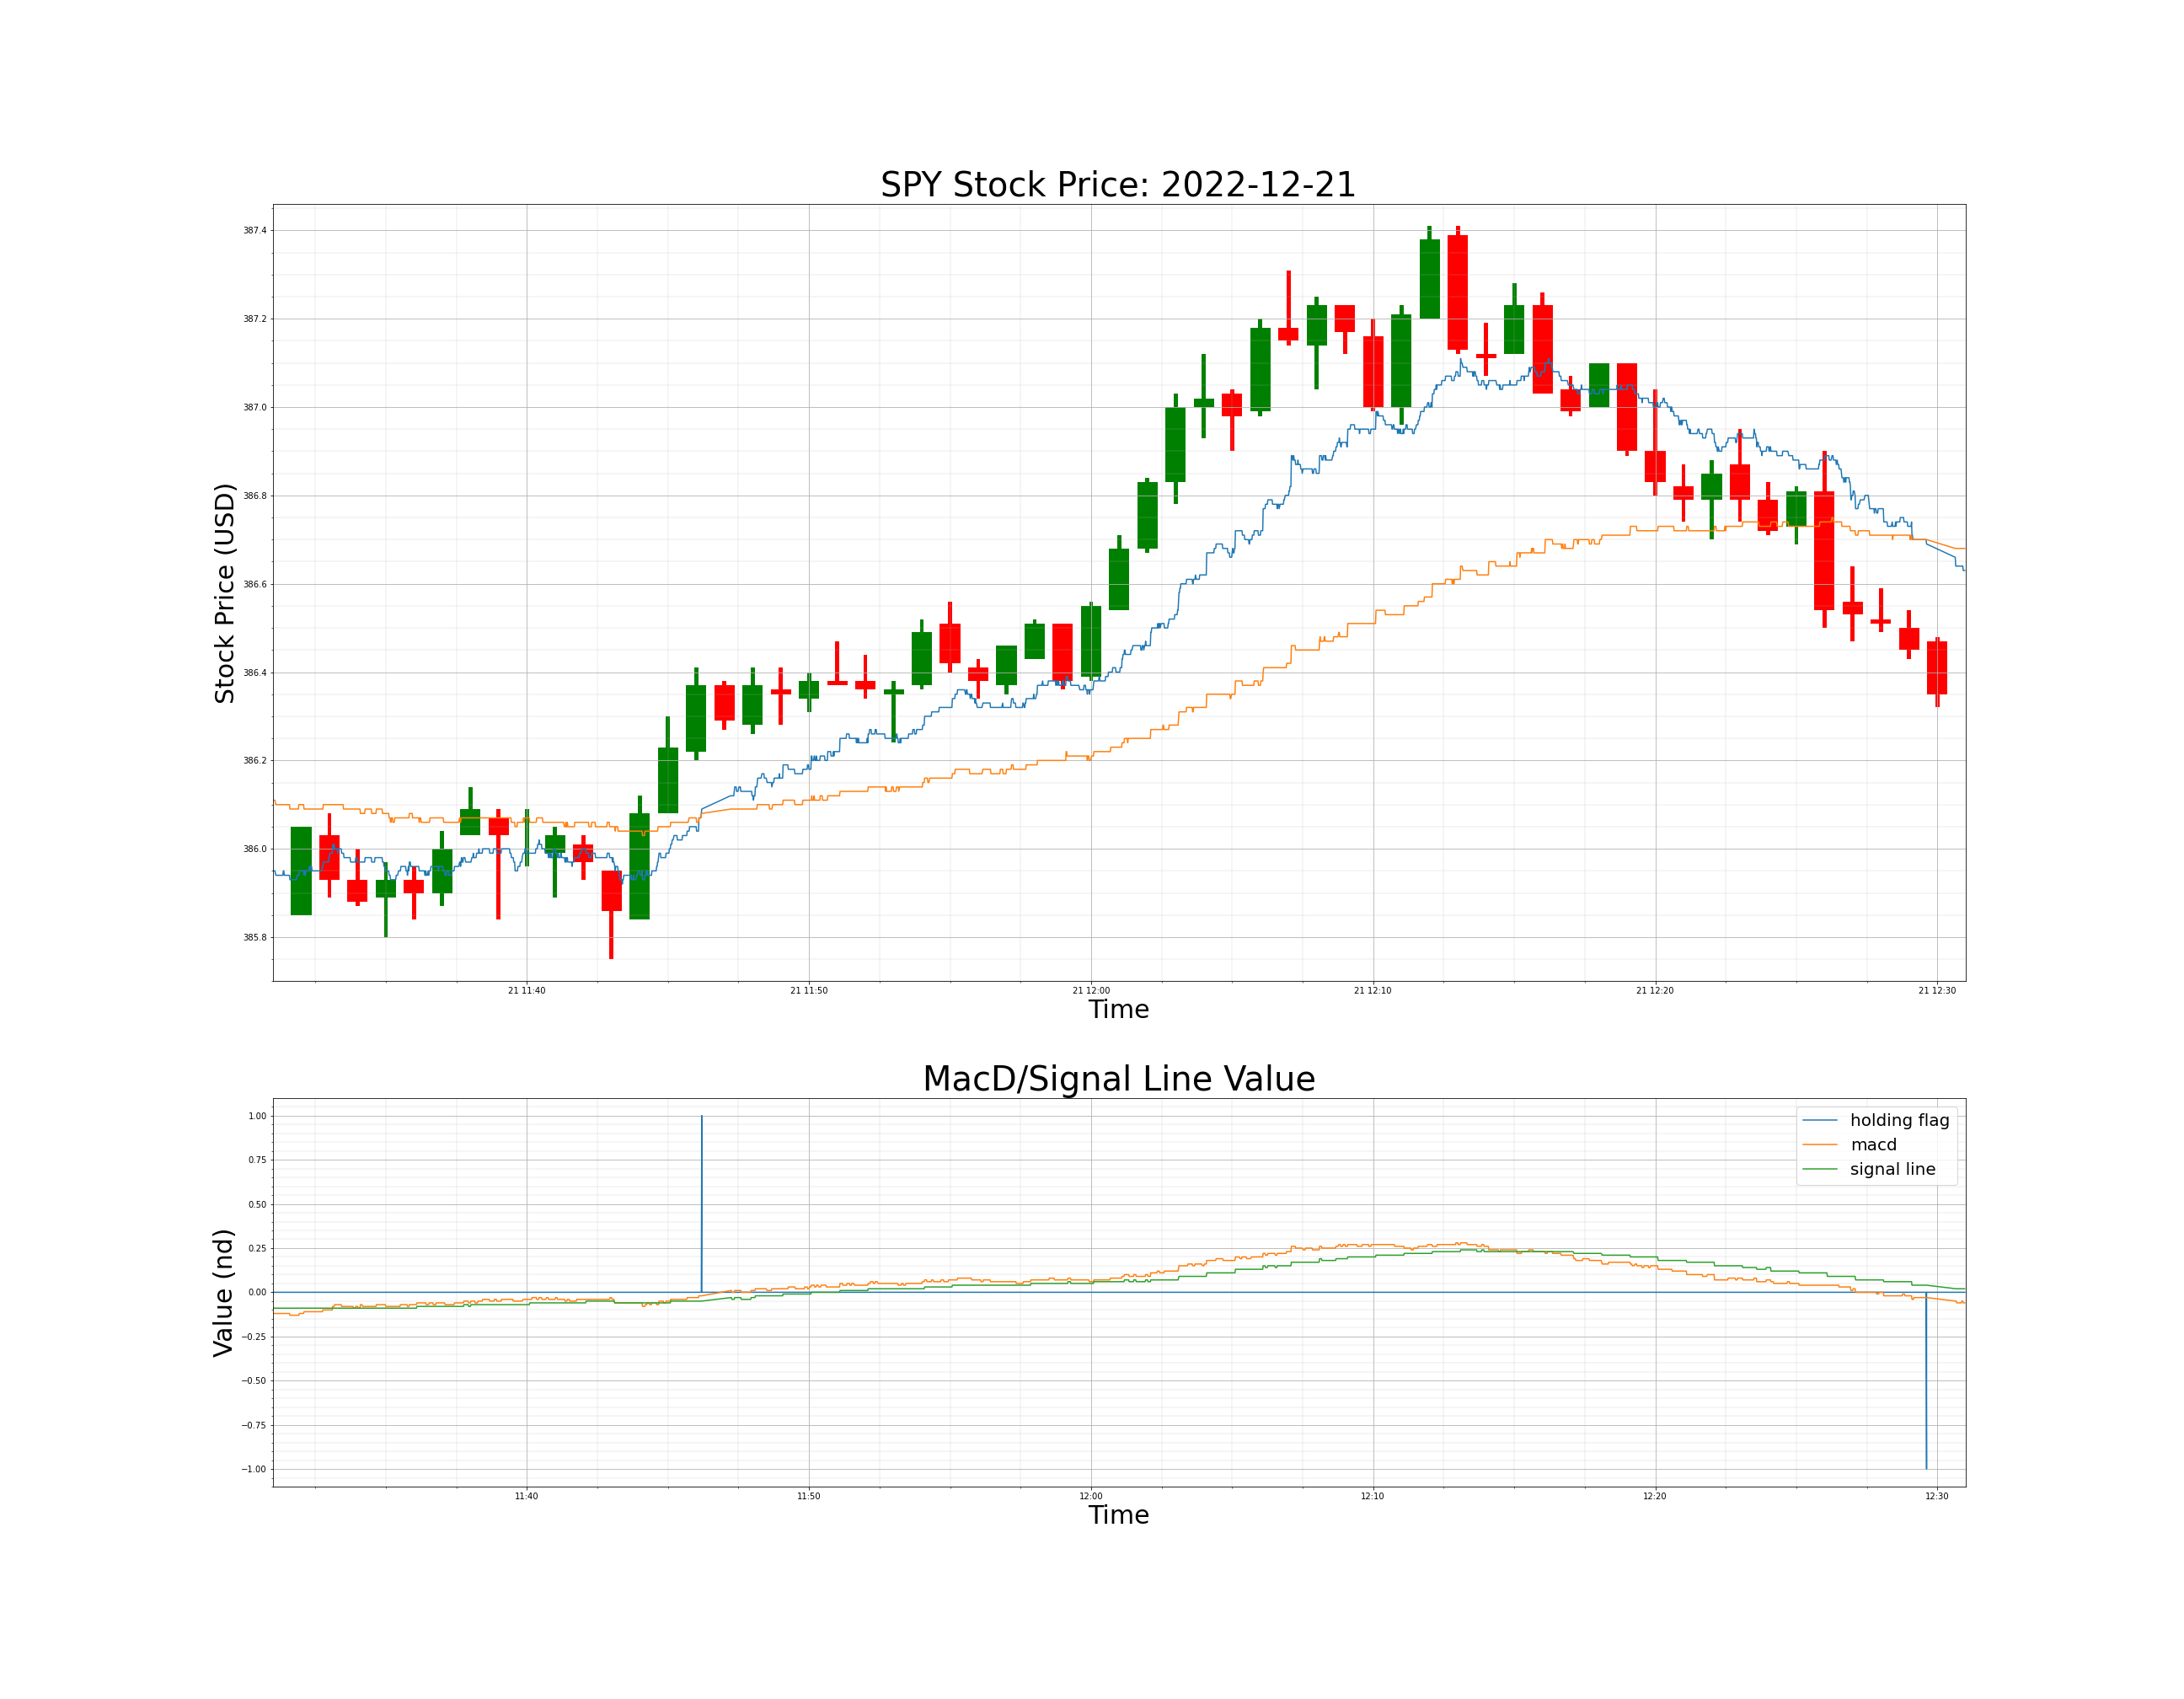 SPY Stock Price: 2022-12-21
387.4
387.2
387.0
386.8
386.6
386.4
386.2
386.0
385.8
Stock Price (USD)
21 11:40 21 11:50 21 12:00 21 12:10 21 12:20 21 12:30
Time
MacD/Signal Line Value
1.00
0.75
0.50
0.25
0.00
−0.25
−0.50
−0.75
−1.00
Value (nd)
holding flag
macd
signal line
11:40 11:50 12:00 12:10 12:20 12:30
Time